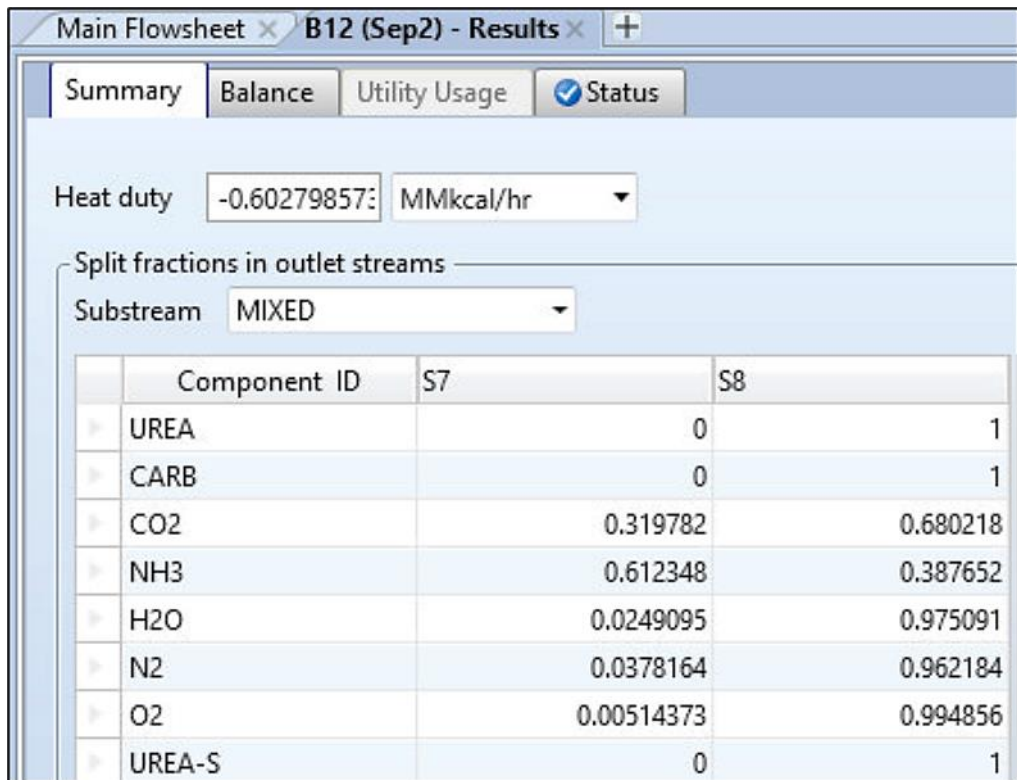 Main Flowsheet × B12 (Sep2) - Results × +
Summary Balance Utility Usage Status
Heat duty -0.602798573 MMkcal/hr
Split fractions in outlet streams
Substream MIXED
Component ID S7 S8
UREA 0 1
CARB 0 1
CO2 0.319782 0.680218
NH3 0.612348 0.387652
H2O 0.0249095 0.975091
N2 0.0378164 0.962184
O2 0.00514373 0.994856
UREA-S 0 1